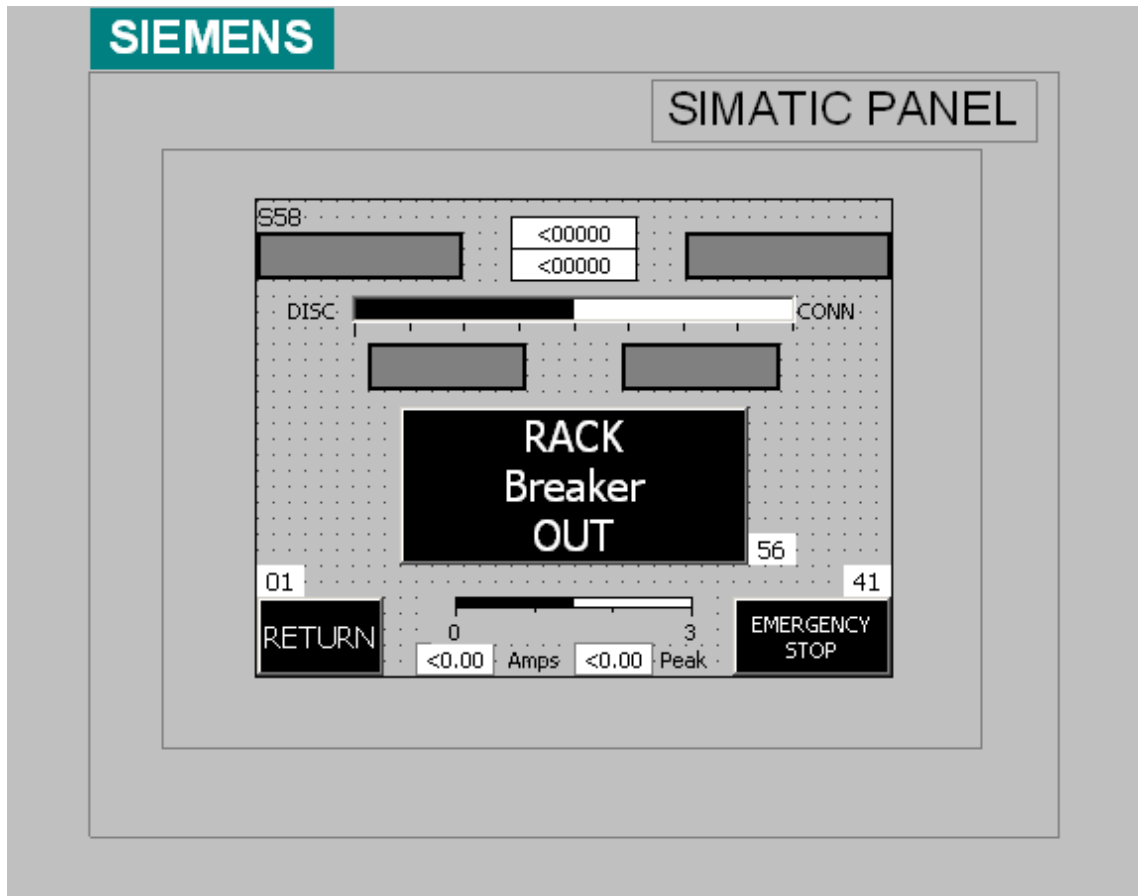 SIEMENS
SIMATIC PANEL
S58
<00000
<00000
DISC
CONN
RACK
Breaker
OUT
56
01
41
RETURN
0
3
<0.00 Amps <0.00 Peak
EMERGENCY
STOP